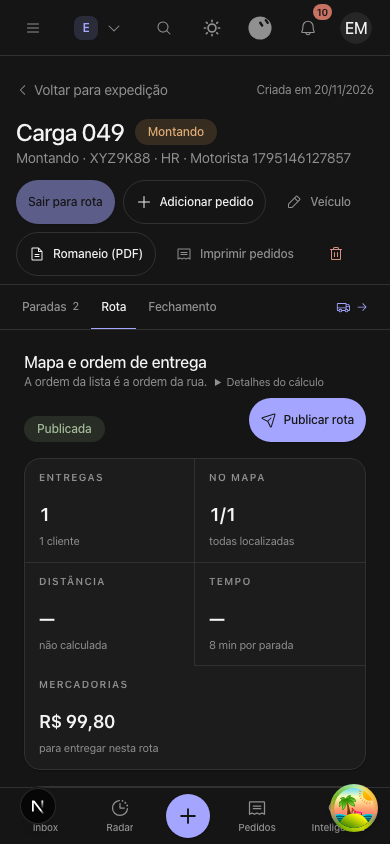 E
10
EM
Voltar para expedição
Criada em 20/11/2026
Carga 049
Montando
Montando · XYZ9K88 · HR · Motorista 1795146127857
Sair para rota
Adicionar pedido
Veículo
Romaneio (PDF)
Imprimir pedidos
Paradas 2
Rota
Fechamento
Mapa e ordem de entrega
A ordem da lista é a ordem da rua.
Detalhes do cálculo
Publicada
Publicar rota
ENTREGAS
1
1 cliente
NO MAPA
1/1
todas localizadas
DISTÂNCIA
—
não calculada
TEMPO
—
8 min por parada
MERCADORIAS
R$ 99,80
para entregar nesta rota
N
Inbox
Radar
Pedidos